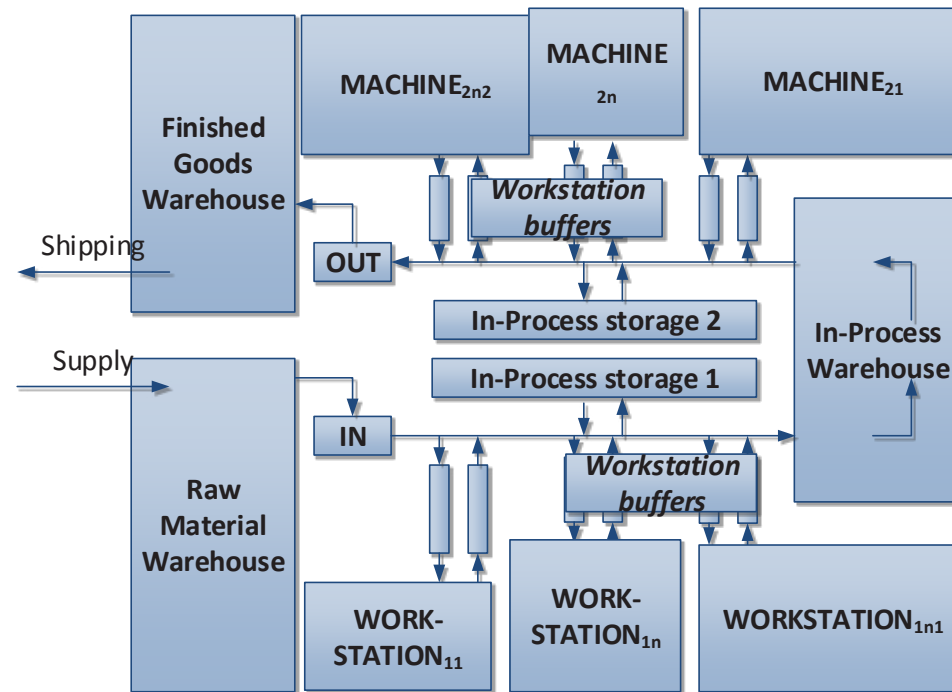 MACHINE
2n
MACHINE2n2
MACHINE21
Finished
Goods
Warehouse
Workstation
buffers
Shipping
OUT
In-Process storage 2
In-Process
Warehouse
Supply
In-Process storage 1
IN
Workstation
buffers
Raw
Material
Warehouse
WORK-
STATION11
WORK-
STATION1n
WORKSTATION1n1